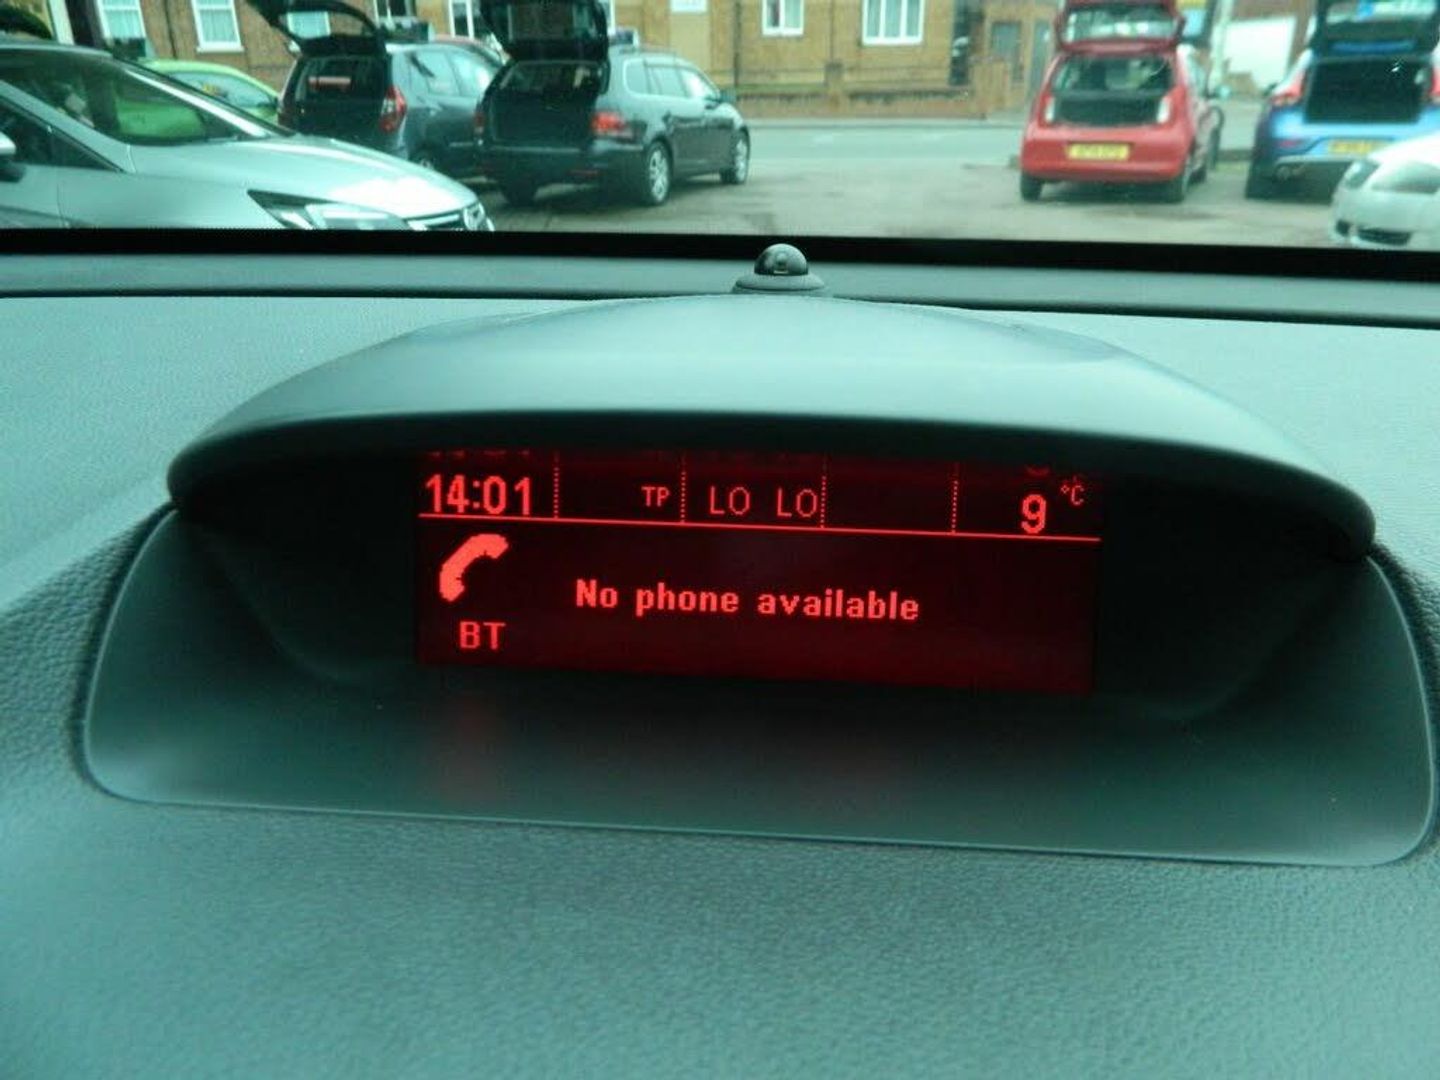 14:01 TP LO LO 9 °C
No phone available
BT